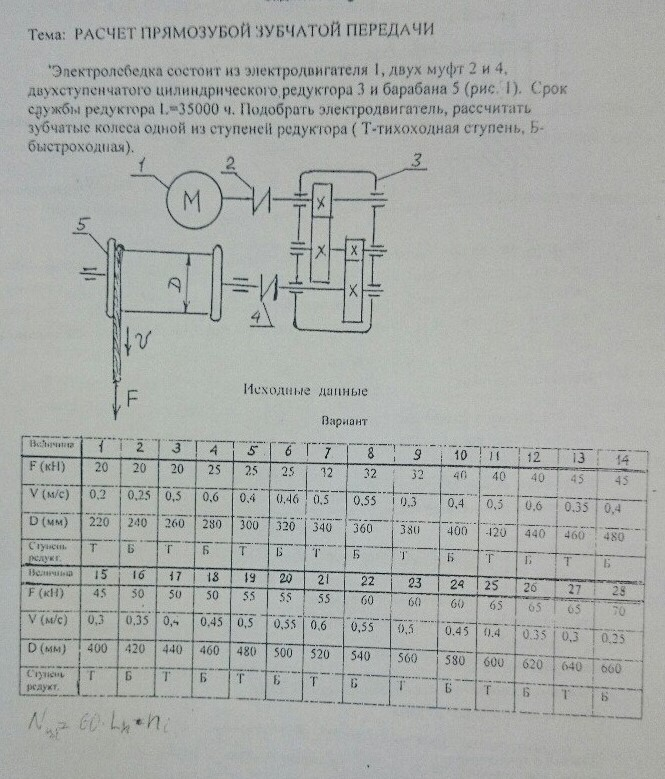 Тема: РАСЧЕТ ПРЯМОЗУБОЙ ЗУБЧАТОЙ ПЕРЕДАЧИ
Электролебедка состоит из электродвигателя 1, двух муфт 2 и 4,
двухступенчатого цилиндрического редуктора 3 и барабана 5 (рис. 1). Срок
службы редуктора L=35000 ч. Подобрать электродвигатель, рассчитать
зубчатые колеса одной из ступеней редуктора ( Т-тихоходная ступень, Б-
быстроходная).
1 2 3
М
5
D
4
v
F
Исходные данные
Вариант
Величина 1 2 3 4 5 6 7 8 9 10 11 12 13 14
F (кН) 20 20 20 25 25 25 32 32 32 40 40 40 45 45
V (м/с) 0,2 0,25 0,5 0,6 0,4 0,46 0,5 0,55 0,3 0,4 0,5 0,6 0.35 0,4
D (мм) 220 240 260 280 300 320 340 360 380 400 420 440 460 480
Ступень редукт. Т Б Т Б Т Б Т Б Т Б Т Б Т Б
Величина 15 16 17 18 19 20 21 22 23 24 25 26 27 28
F (кН) 45 50 50 50 55 55 55 60 60 60 65 65 65 70
V (м/с) 0,3 0,35 0,4 0,45 0,5 0,55 0,6 0,55 0,5 0.45 0.4 0.35 0,3 0,25
D (мм) 400 420 440 460 480 500 520 540 560 580 600 620 640 660
Ступень редукт. Т Б Т Б Т Б Т Б Т Б Т Б Т Б